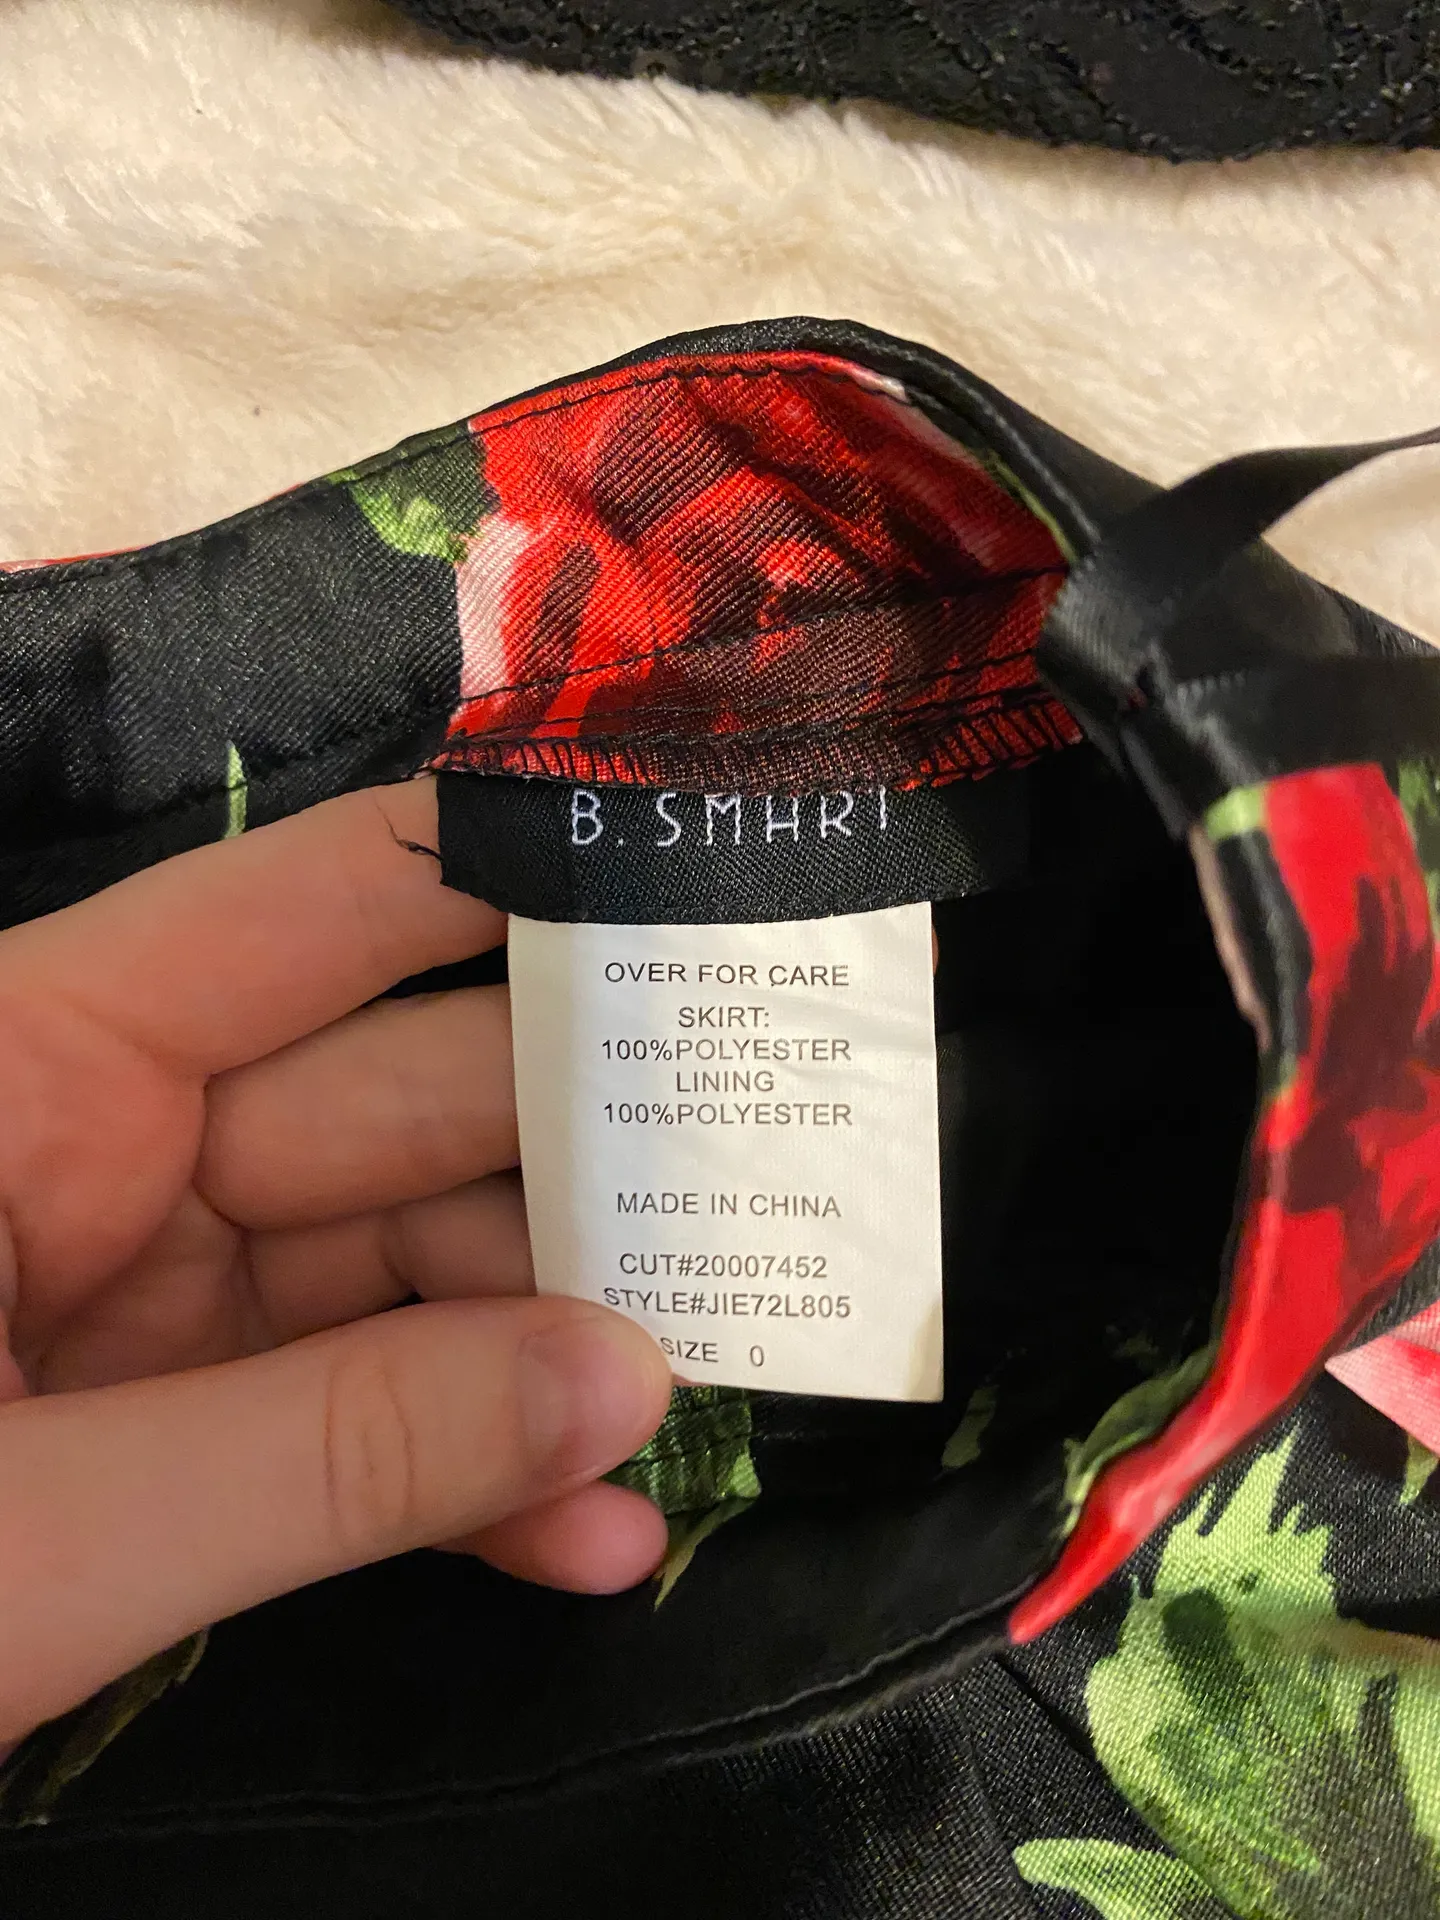 B. SMART
OVER FOR CARE
SKIRT:
100%POLYESTER
LINING
100%POLYESTER
MADE IN CHINA
CUT#20007452
STYLE#JIE72L805
SIZE 0